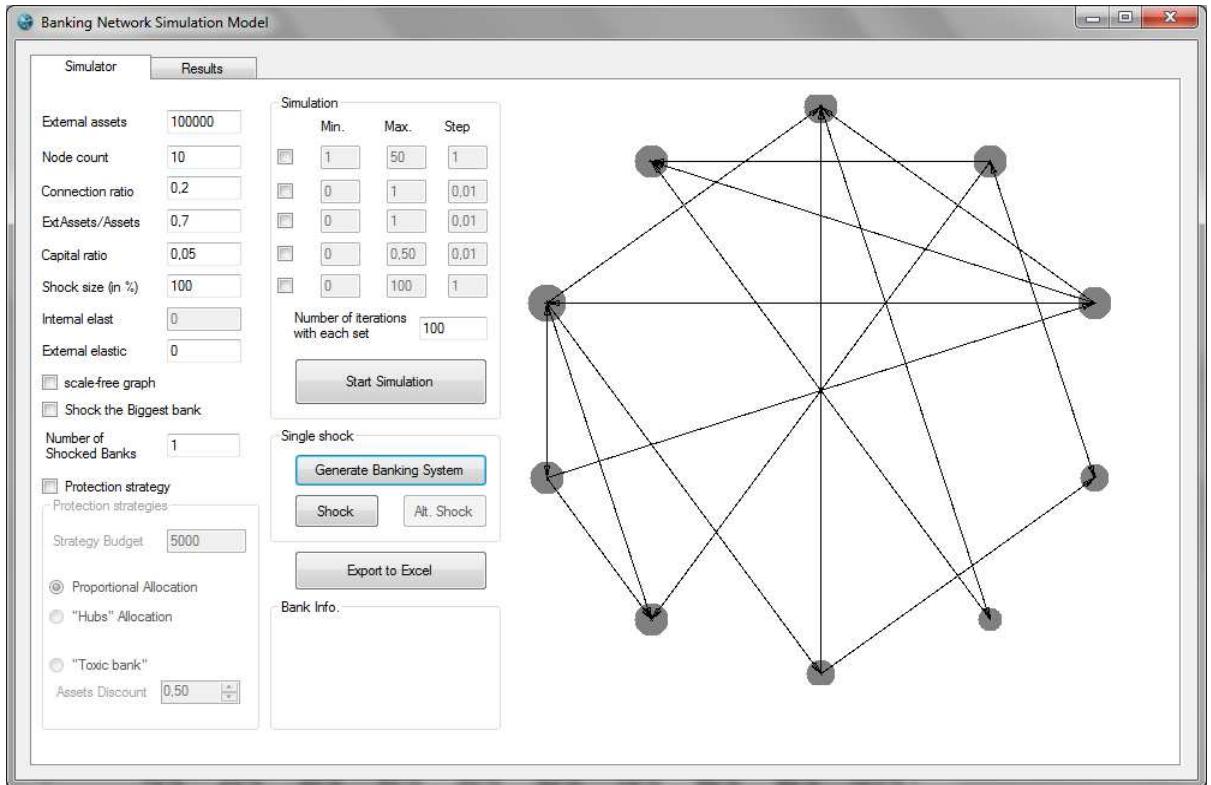 Banking Network Simulation Model
Simulator
Results
External assets 100000
Node count 10
Connection ratio 0,2
ExtAssets/Assets 0,7
Capital ratio 0,05
Shock size (in %) 100
Internal elast 0
External elastic 0
scale-free graph
Shock the Biggest bank
Number of
Shocked Banks 1
Protection strategy
Protection strategies
Strategy Budget 5000
Proportional Allocation
"Hubs" Allocation
"Toxic bank"
Assets Discount 0,50
Simulation
Min. Max. Step
1 50 1
0 1 0,01
0 1 0,01
0 0,50 0,01
0 100 1
Number of iterations
with each set 100
Start Simulation
Single shock
Generate Banking System
Shock Alt. Shock
Export to Excel
Bank Info.